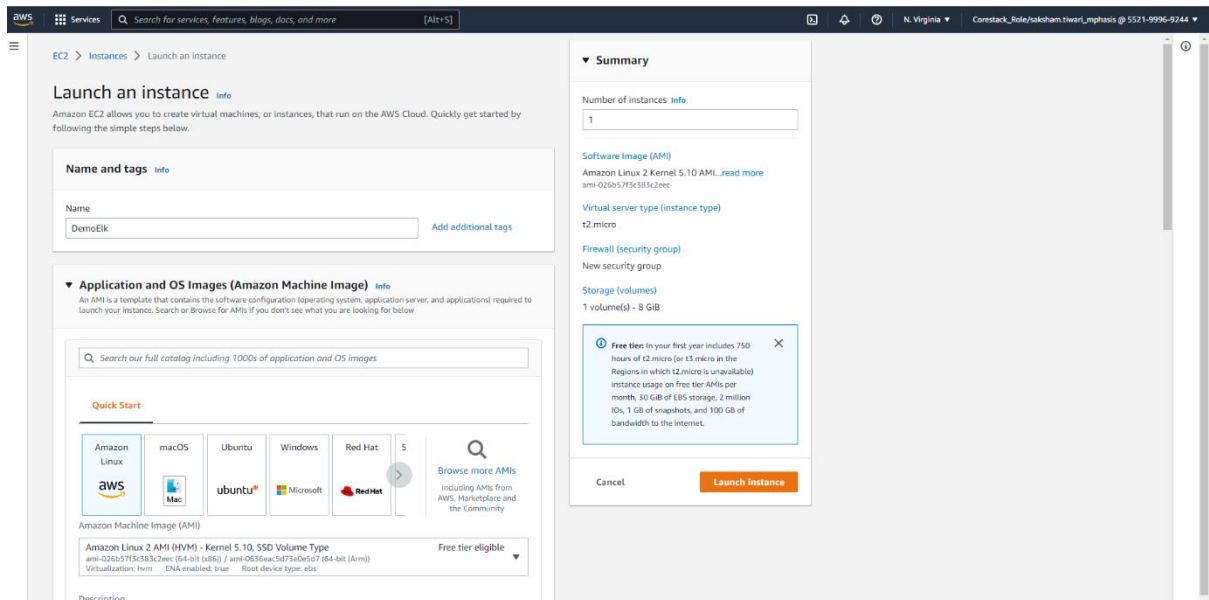 aws
Services
Search for services, features, blogs, docs, and more
[Alt+S]
N. Virginia ▼
Corestack_Role/saksham.tiwari_mphasis @ 5521-9996-9244 ▼
EC2 > Instances > Launch an instance
Launch an instance Info
Amazon EC2 allows you to create virtual machines, or instances, that run on the AWS Cloud. Quickly get started by
following the simple steps below.
Name and tags Info
Name
DemoElk
Add additional tags
▼ Application and OS Images (Amazon Machine Image) Info
An AMI is a template that contains the software configuration (operating system, application server, and applications) required to
launch your instance. Search or Browse for AMIs if you don't see what you are looking for below
Search our full catalog including 1000s of application and OS images
Quick Start
Amazon
Linux
aws
macOS
Mac
Ubuntu
ubuntu
Windows
Microsoft
Red Hat
Red Hat
S
Browse more AMIs
Including AMIs from
AWS, Marketplace and
the Community
Amazon Machine Image (AMI)
Amazon Linux 2 AMI (HVM) - Kernel 5.10, SSD Volume Type
Free tier eligible
ami-026b57f3c383c2eec (64-bit (x86)) / ami-0636eac5d73e0e5d7 (64-bit (Arm))
Virtualization: hvm ENA enabled: true Root device type: ebs
Description
▼ Summary
Number of instances Info
1
Software Image (AMI)
Amazon Linux 2 Kernel 5.10 AMI...read more
ami-026b57f3c383c2eec
Virtual server type (instance type)
t2.micro
Firewall (security group)
New security group
Storage (volumes)
1 volume(s) - 8 GiB
Free tier: In your first year includes 750
hours of t2.micro (or t3.micro in the
Regions in which t2.micro is unavailable)
instance usage on free tier AMIs per
month, 30 GiB of EBS storage, 2 million
IOs, 1 GB of snapshots, and 100 GB of
bandwidth to the internet.
Cancel
Launch instance